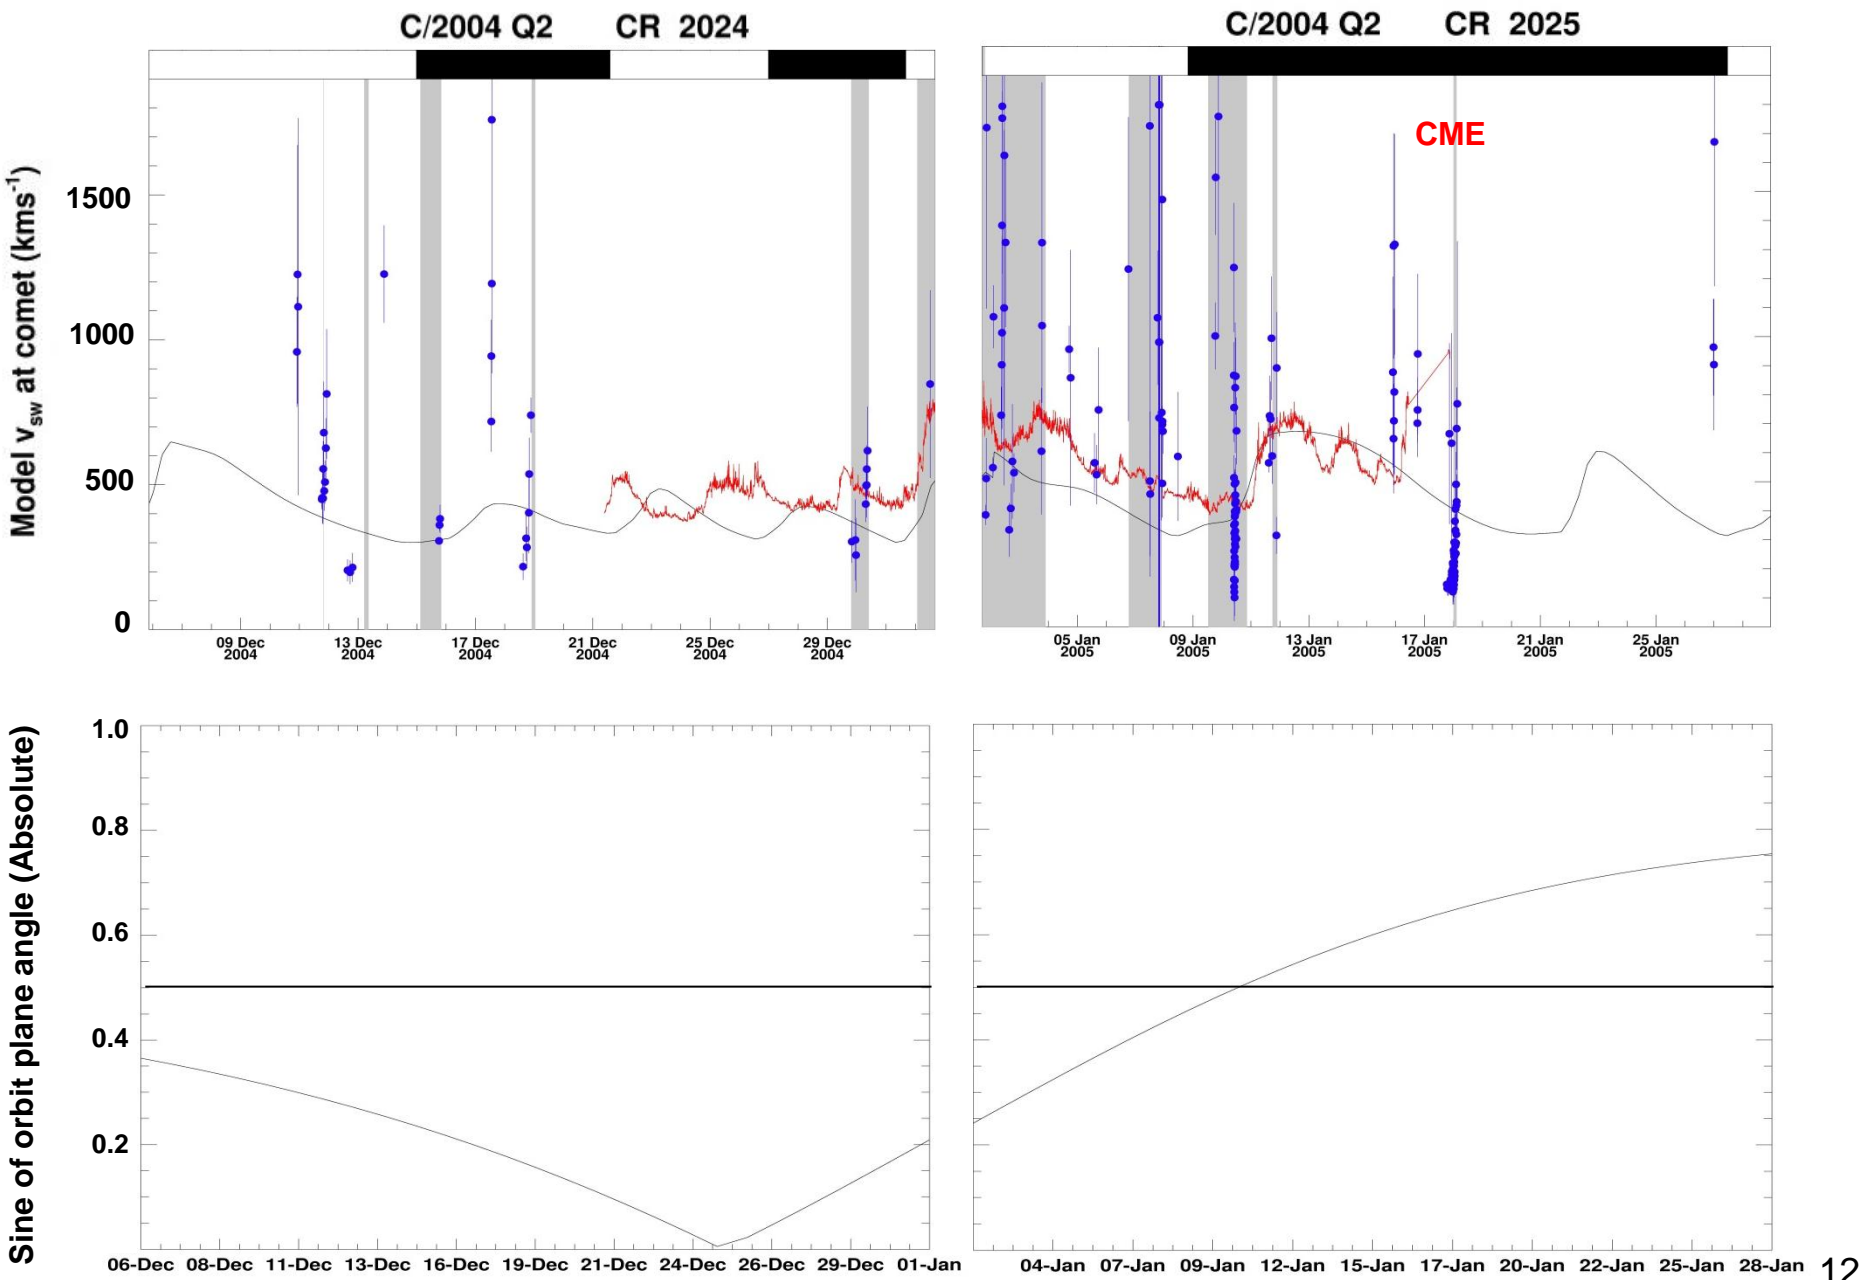 C/2004 Q2 CR 2024
C/2004 Q2 CR 2025
Model vsw at comet (kms-1)
1500
1000
500
0
CME
09 Dec 13 Dec 17 Dec 21 Dec 25 Dec 29 Dec
2004 2004 2004 2004 2004 2004
05 Jan 09 Jan 13 Jan 17 Jan 21 Jan 25 Jan
2005 2005 2005 2005 2005 2005
Sine of orbit plane angle (Absolute)
1.0
0.8
0.6
0.4
0.2
06-Dec 08-Dec 11-Dec 13-Dec 16-Dec 19-Dec 21-Dec 24-Dec 26-Dec 29-Dec 01-Jan
04-Jan 07-Jan 09-Jan 12-Jan 15-Jan 17-Jan 20-Jan 22-Jan 25-Jan 28-Jan
12